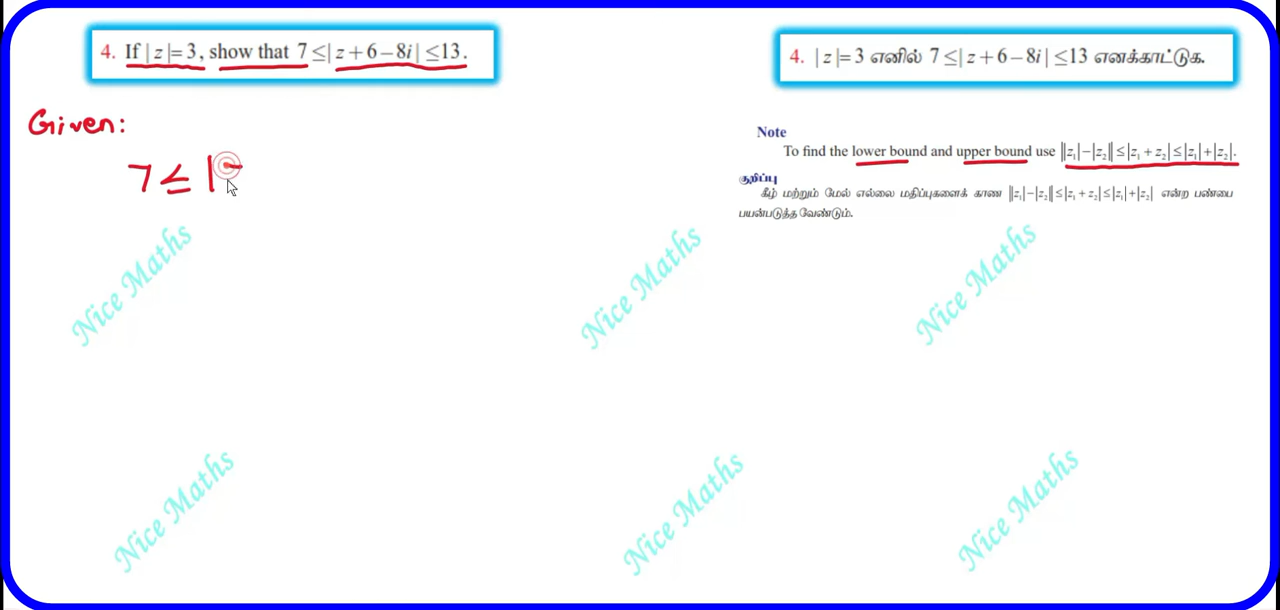 4. If | z |= 3, show that 7 ≤| z + 6 − 8i | ≤13.
4. | z |= 3 எனில் 7 ≤| z + 6 − 8i | ≤13 எனக்காட்டுக.
Given:
7 ≤ |
Note
To find the lower bound and upper bound use ||z₁|−|z₂|| ≤ |z₁ + z₂| ≤ |z₁|+|z₂|.
குறிப்பு
கீழ் மற்றும் மேல் எல்லை மதிப்புகளைக் காண ||z₁|−|z₂|| ≤ |z₁ + z₂| ≤ |z₁|+|z₂| என்ற பண்பை
பயன்படுத்த வேண்டும்.
Nice Maths
Nice Maths
Nice Maths
Nice Maths
Nice Maths
Nice Maths